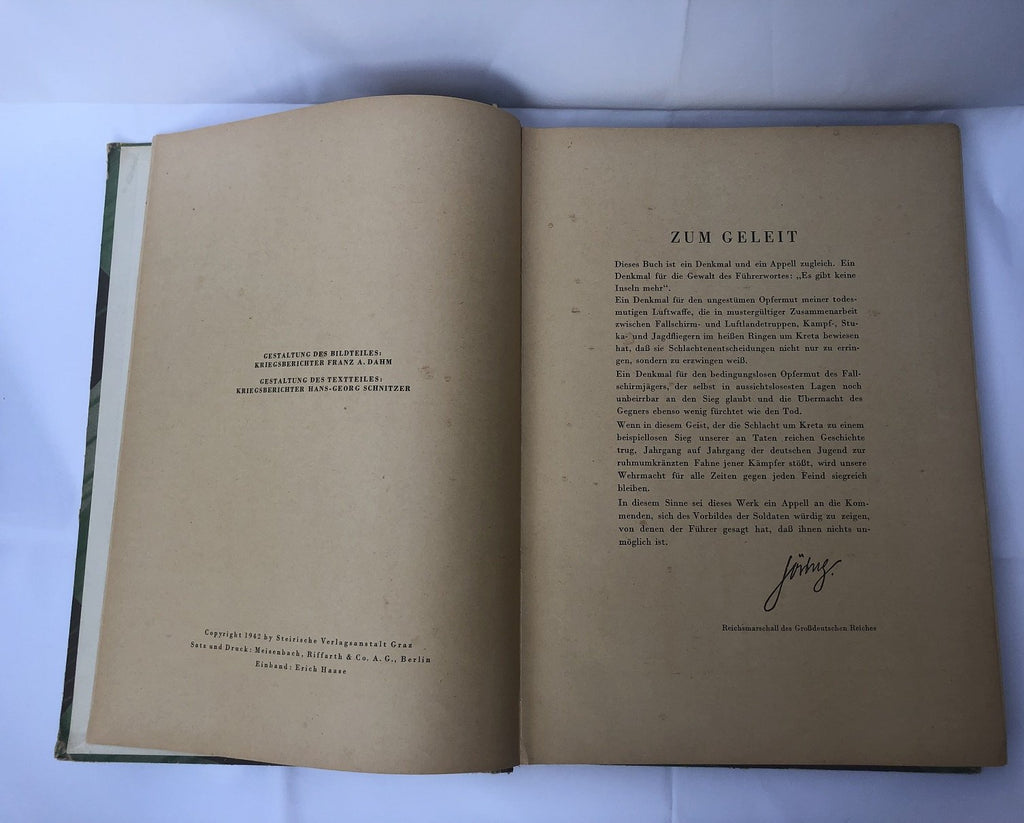 GESTALTUNG DES BILDTEILES:
KRIEGSBERICHTER FRANZ A. DAHM
GESTALTUNG DES TEXTTEILES:
KRIEGSBERICHTER HANS-GEORG SCHNITZER
Copyright 1942 by Steirische Verlagsanstalt Graz
Satz und Druck: Meisenbach, Riffarth & Co. A. G., Berlin
Einband: Erich Haase
ZUM GELEIT
Dieses Buch ist ein Denkmal und ein Appell zugleich. Ein
Denkmal für die Gewalt des Führerwortes: „Es gibt keine
Inseln mehr“.
Ein Denkmal für den ungestümen Opfermut meiner todes-
mutigen Luftwaffe, die in mustergültiger Zusammenarbeit
zwischen Fallschirm- und Luftlandetruppen, Kampf-, Stu-
ka- und Jagdfliegern im heißen Ringen um Kreta bewiesen
hat, daß sie Schlachtenentscheidungen nicht nur zu errin-
gen, sondern zu erzwingen weiß.
Ein Denkmal für den bedingungslosen Opfermut des Fall-
schirmjägers, der selbst in aussichtslosesten Lagen noch
unbeirrbar an den Sieg glaubt und die Übermacht des
Gegners ebenso wenig fürchtet wie den Tod.
Wenn in diesem Geist, der die Schlacht um Kreta zu einem
beispiellosen Sieg unserer an Taten reichen Geschichte
trug, Jahrgang auf Jahrgang der deutschen Jugend zur
ruhmumkränzten Fahne jener Kämpfer stößt, wird unsere
Wehrmacht für alle Zeiten gegen jeden Feind siegreich
bleiben.
In diesem Sinne sei dieses Werk ein Appell an die Kom-
menden, sich des Vorbildes der Soldaten würdig zu zeigen,
von denen der Führer gesagt hat, daß ihnen nichts un-
möglich ist.
Göring.
Reichsmarschall des Großdeutschen Reiches